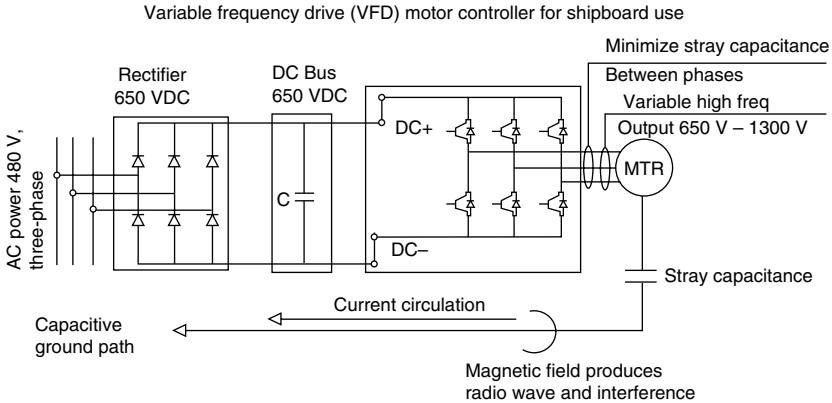 Variable frequency drive (VFD) motor controller for shipboard use
Minimize stray capacitance
Between phases
Variable high freq
Output 650 V – 1300 V
Rectifier
650 VDC
DC Bus
650 VDC
DC+
DC–
C
MTR
AC power 480 V,
three-phase
Stray capacitance
Current circulation
Capacitive
ground path
Magnetic field produces
radio wave and interference